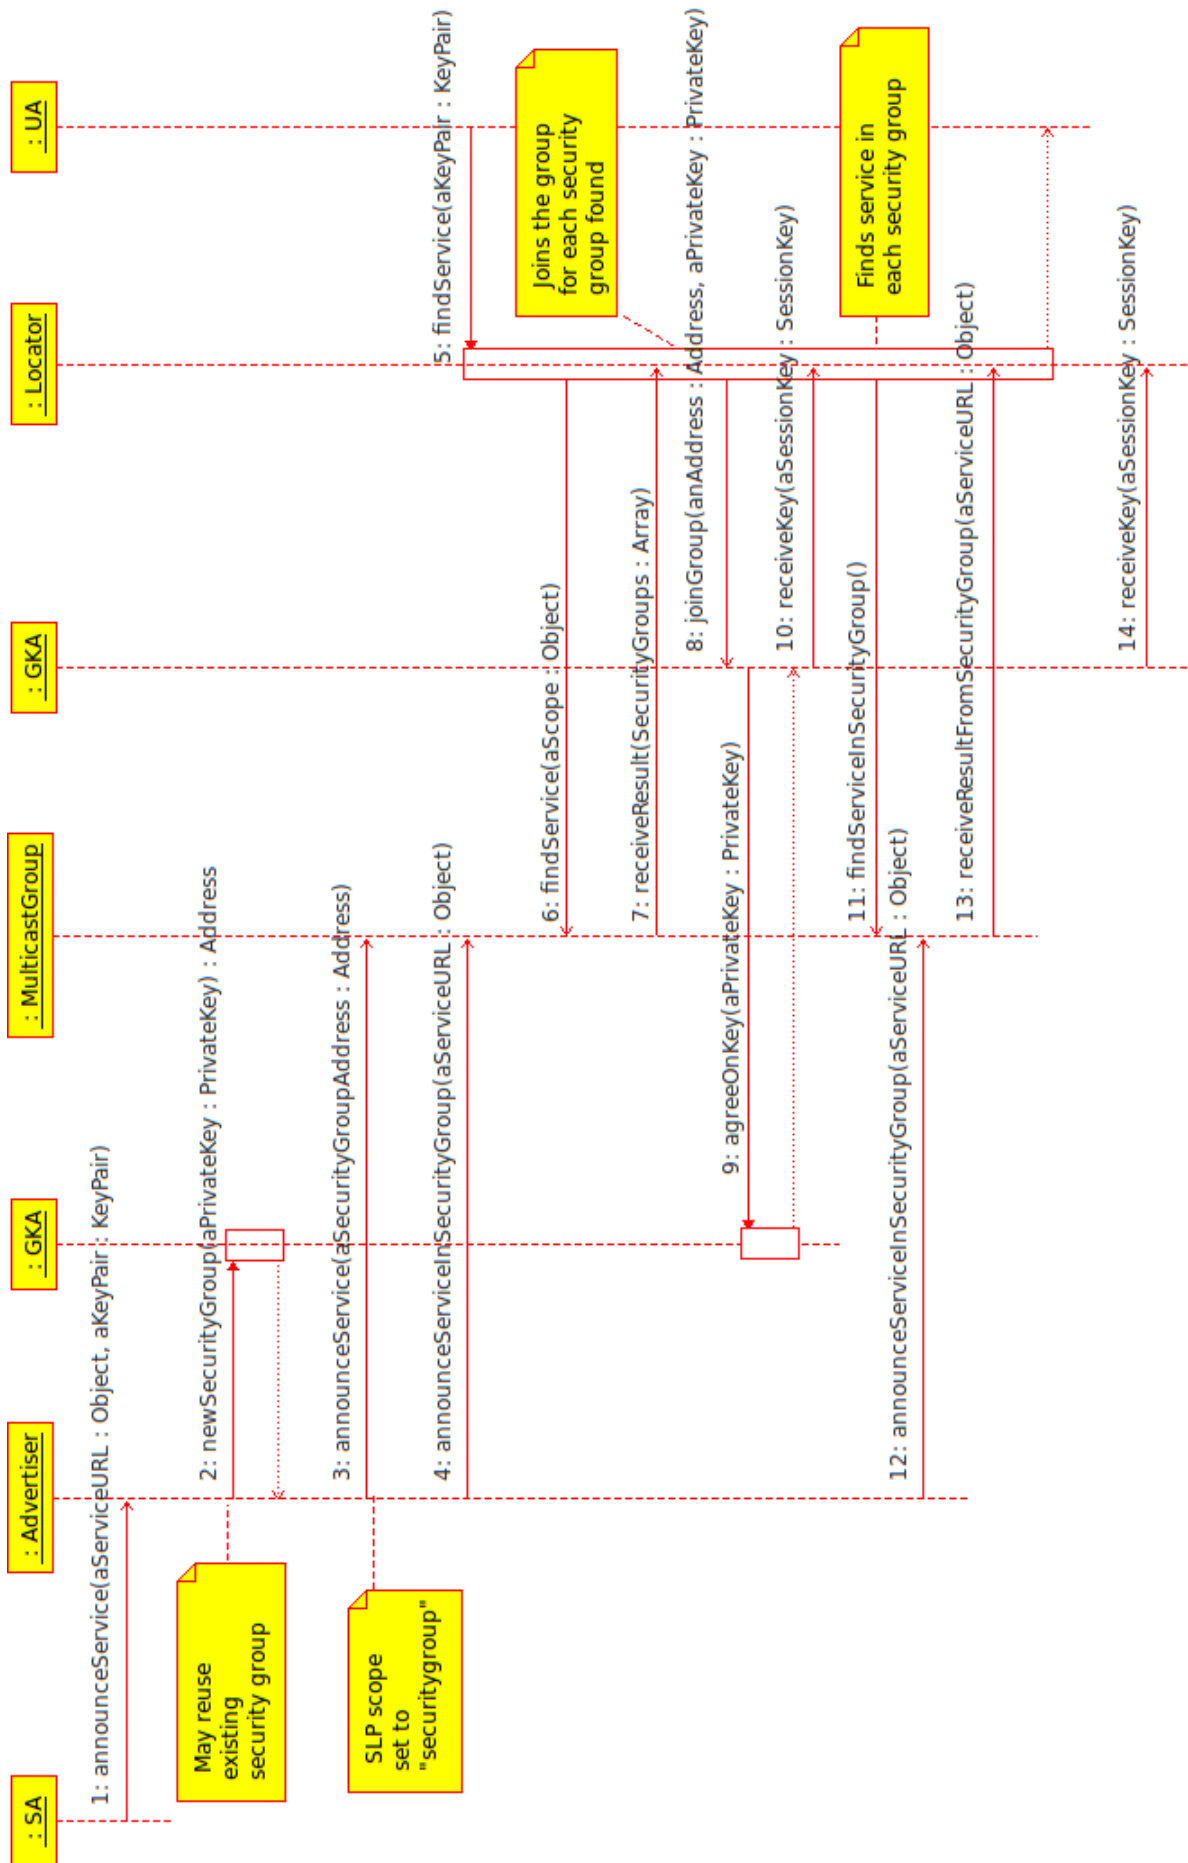 : SA
: Advertiser
: GKA
: MulticastGroup
: GKA
: Locator
: UA
1: announceService(aServiceURL : Object, aKeyPair : KeyPair)
May reuse
existing
security group
2: newSecurityGroup(aPrivateKey : PrivateKey) : Address
SLP scope
set to
"securitygroup"
3: announceService(aSecurityGroupAddress : Address)
4: announceServiceInSecurityGroup(aServiceURL : Object)
5: findService(aKeyPair : KeyPair)
Joins the group
for each security
group found
6: findService(aScope : Object)
7: receiveResult(SecurityGroups : Array)
8: joinGroup(anAddress : Address, aPrivateKey : PrivateKey)
9: agreeOnKey(aPrivateKey : PrivateKey)
10: receiveKey(aSessionKey : SessionKey)
Finds service in
each security group
11: findServiceInSecurityGroup()
12: announceServiceInSecurityGroup(aServiceURL : Object)
13: receiveResultFromSecurityGroup(aServiceURL : Object)
14: receiveKey(aSessionKey : SessionKey)